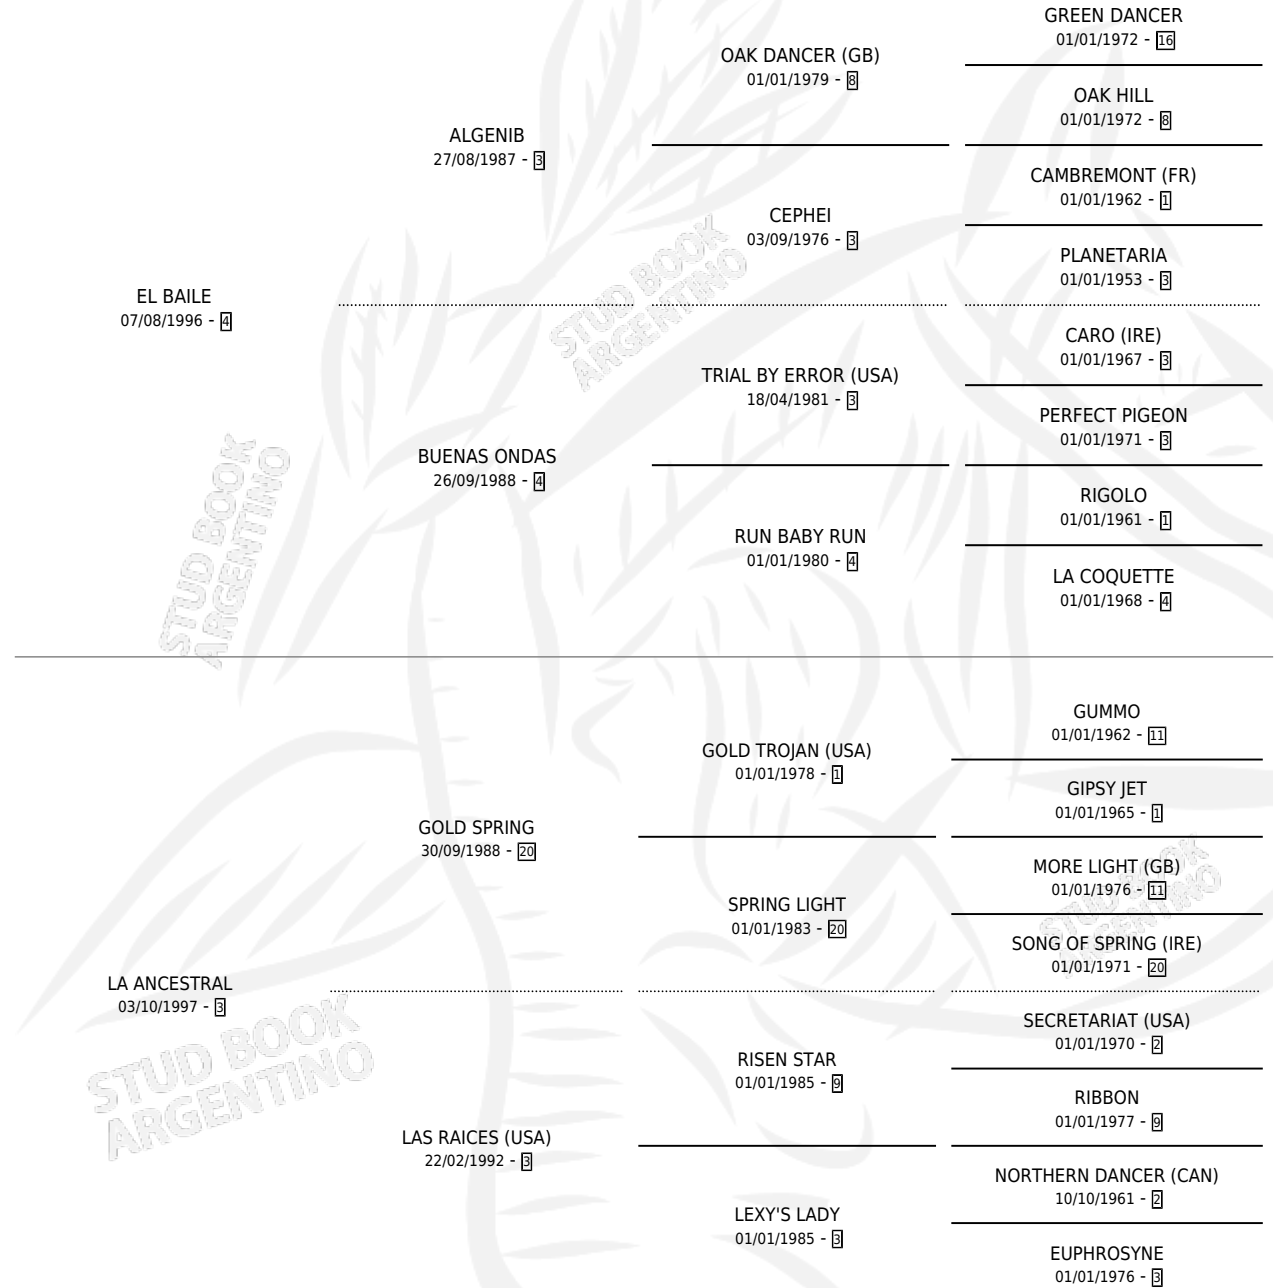 GREEN DANCER
01/01/1972 - 16
OAK DANCER (GB)
01/01/1979 - 8
OAK HILL
01/01/1972 - 8
ALGENIB
27/08/1987 - 3
CAMBREMONT (FR)
01/01/1962 - 1
CEPHEI
03/09/1976 - 3
PLANETARIA
01/01/1953 - 3
EL BAILE
07/08/1996 - 4
CARO (IRE)
01/01/1967 - 3
TRIAL BY ERROR (USA)
18/04/1981 - 3
PERFECT PIGEON
01/01/1971 - 3
BUENAS ONDAS
26/09/1988 - 4
RIGOLO
01/01/1961 - 1
RUN BABY RUN
01/01/1980 - 4
LA COQUETTE
01/01/1968 - 4
GUMMO
01/01/1962 - 11
GOLD TROJAN (USA)
01/01/1978 - 1
GIPSY JET
01/01/1965 - 1
GOLD SPRING
30/09/1988 - 20
MORE LIGHT (GB)
01/01/1976 - 11
SPRING LIGHT
01/01/1983 - 20
SONG OF SPRING (IRE)
01/01/1971 - 20
LA ANCESTRAL
03/10/1997 - 3
SECRETARIAT (USA)
01/01/1970 - 2
RISEN STAR
01/01/1985 - 9
RIBBON
01/01/1977 - 9
LAS RAICES (USA)
22/02/1992 - 3
NORTHERN DANCER (CAN)
10/10/1961 - 2
LEXY'S LADY
01/01/1985 - 3
EUPHROSYNE
01/01/1976 - 3
STUD BOOK
ARGENTINO
STUD BOOK
ARGENTINO
STUD BOOK
ARGENTINO
STUD BOOK
ARGENTINO